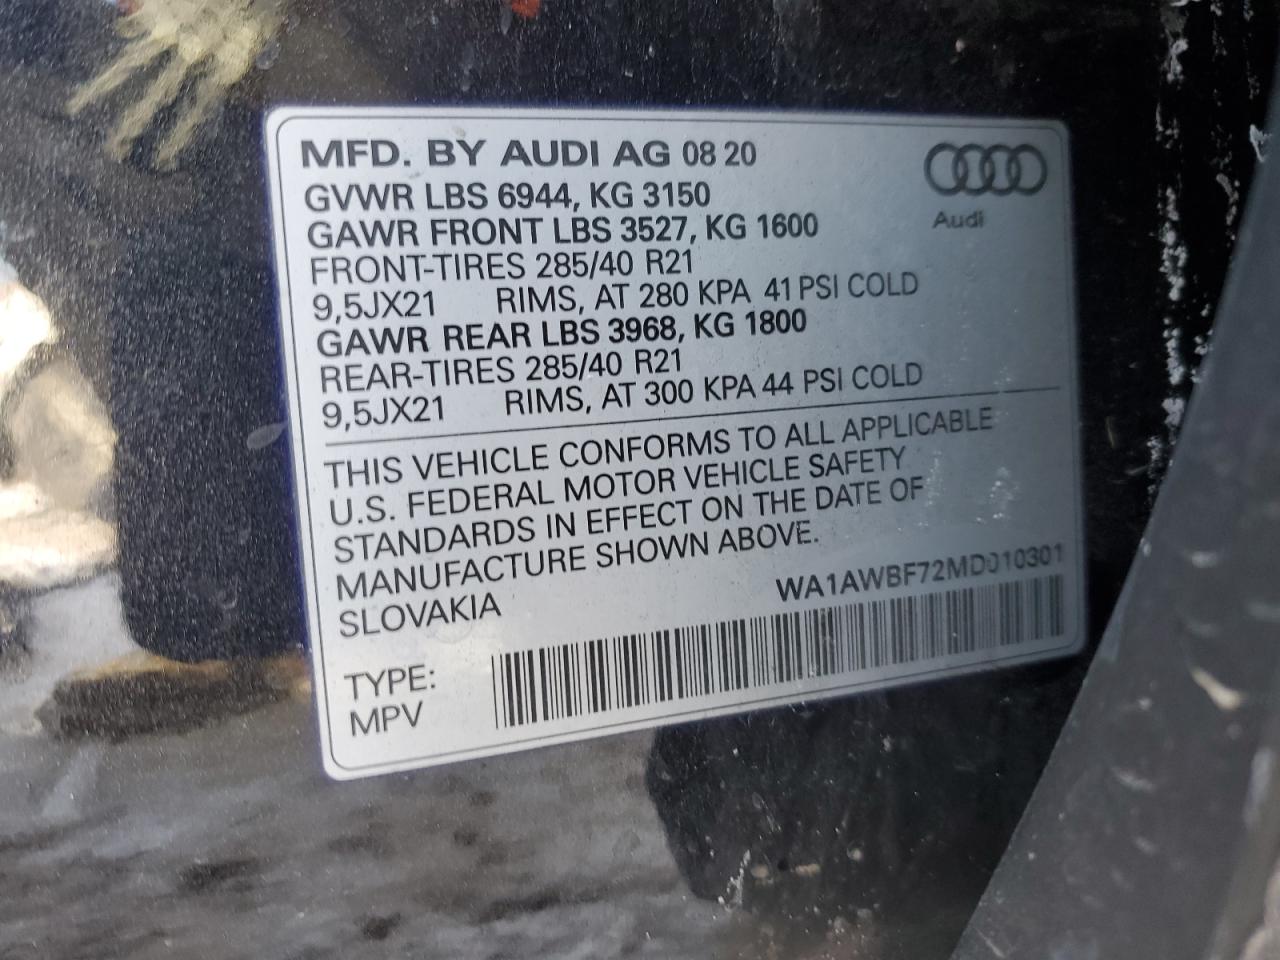 MFD. BY AUDI AG 08 20
Audi
GVWR LBS 6944, KG 3150
GAWR FRONT LBS 3527, KG 1600
FRONT-TIRES 285/40 R21
9,5JX21 RIMS, AT 280 KPA 41 PSI COLD
GAWR REAR LBS 3968, KG 1800
REAR-TIRES 285/40 R21
9,5JX21 RIMS, AT 300 KPA 44 PSI COLD
THIS VEHICLE CONFORMS TO ALL APPLICABLE
U.S. FEDERAL MOTOR VEHICLE SAFETY
STANDARDS IN EFFECT ON THE DATE OF
MANUFACTURE SHOWN ABOVE.
SLOVAKIA WA1AWBF72MD010301
TYPE:
MPV